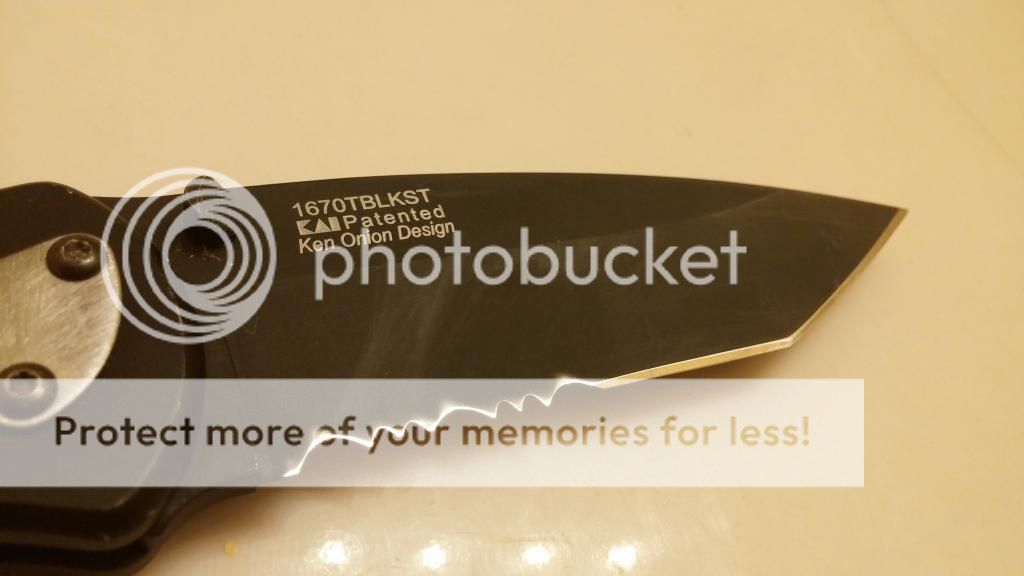 1670TBLKST
KAI Patented
Ken Onion Design
photobucket
Protect more of your memories for less!